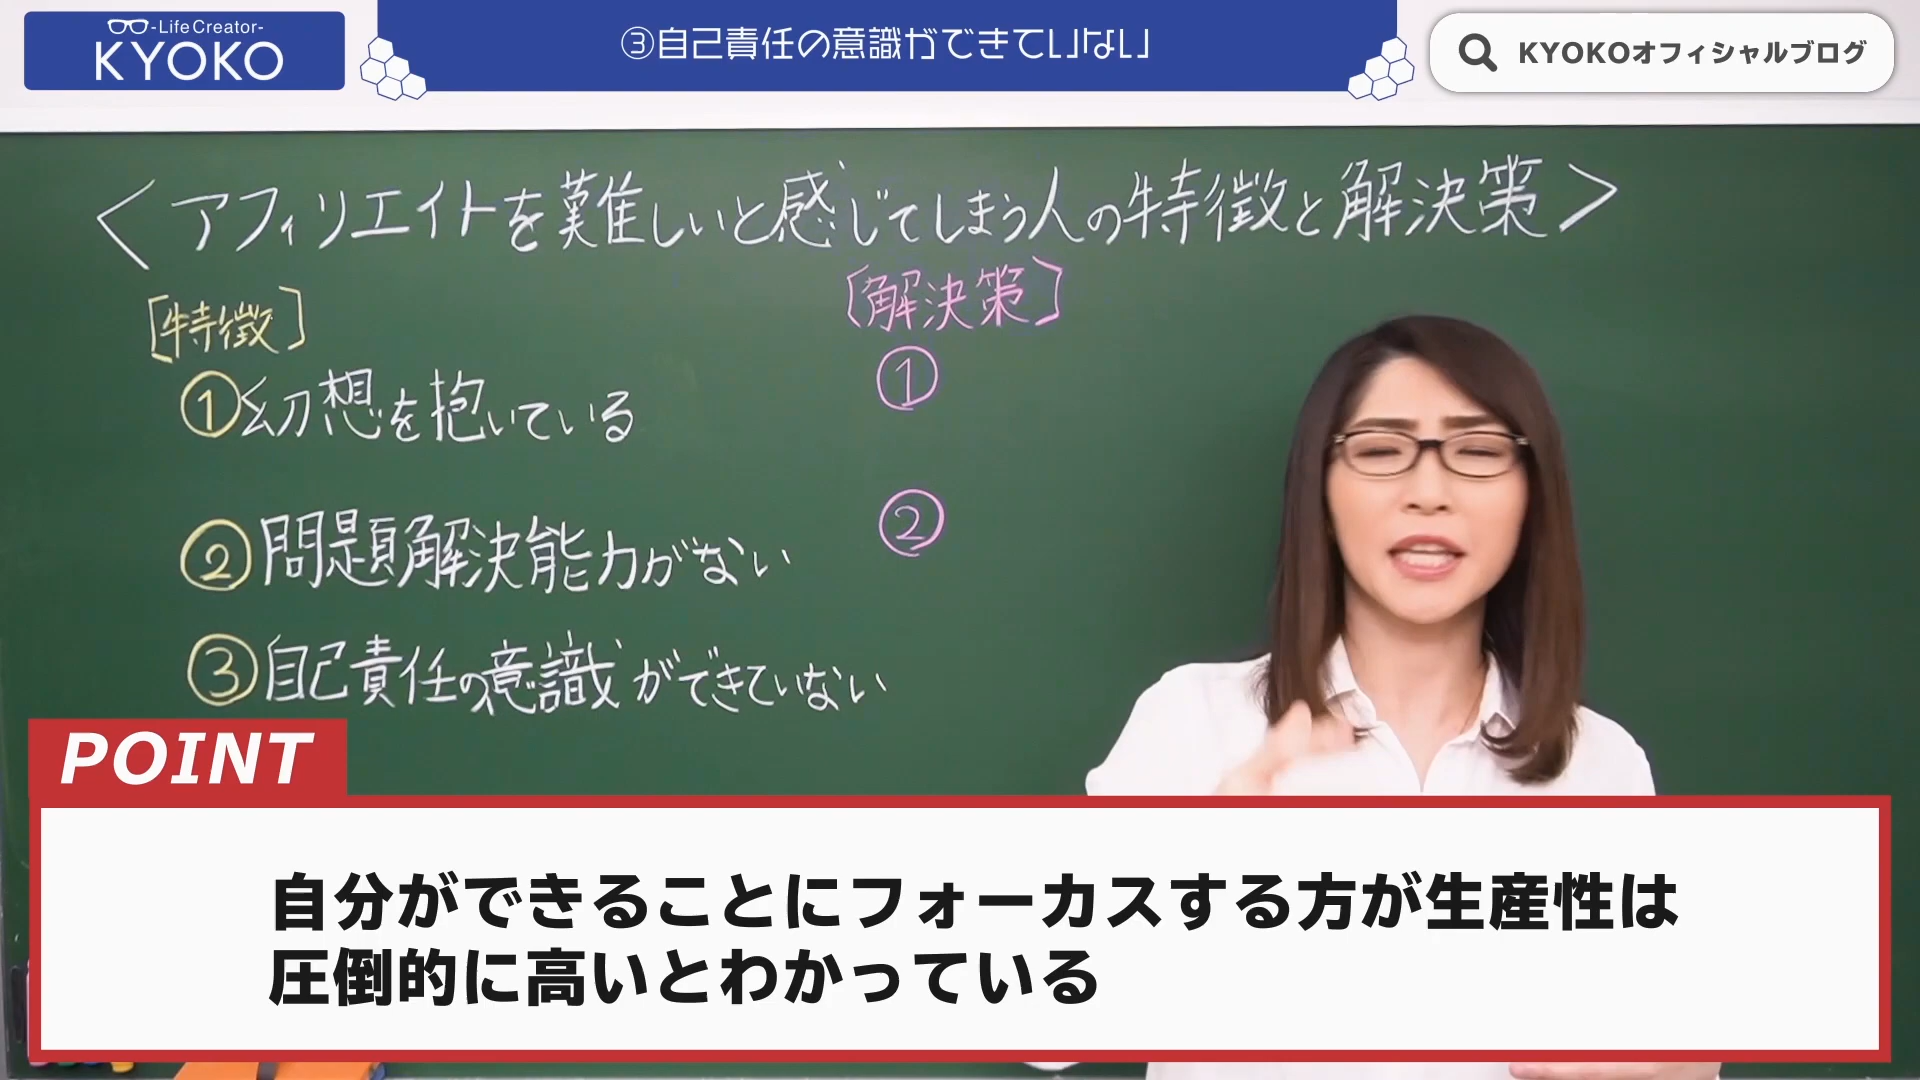 -Life Creator-
KYOKO
③自己責任の意識ができていない
KYOKOオフィシャルブログ
<アフィリエイトを難しいと感じてしまう人の特徴と解決策>
[特徴]
①幻想を抱いている
②問題解決能力がない
③自己責任の意識ができていない
[解決策]
①
②
POINT
自分ができることにフォーカスする方が生産性は
圧倒的に高いとわかっている